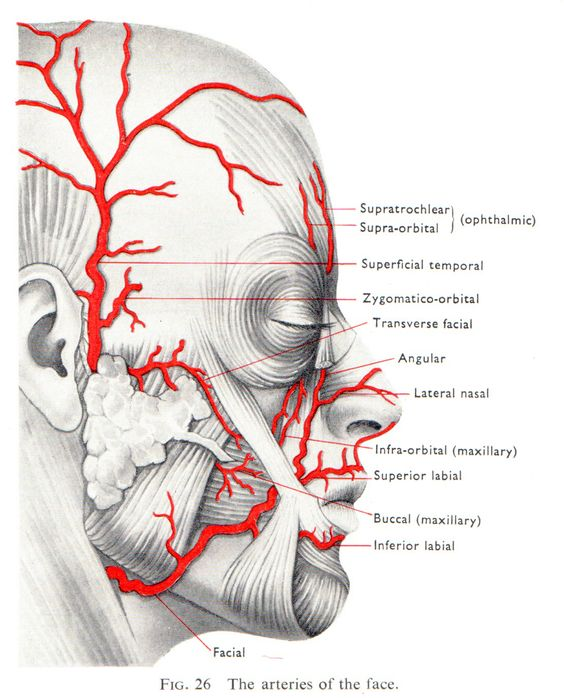 Supratrochlear
Supra-orbital
(ophthalmic)
Superficial temporal
Zygomatico-orbital
Transverse facial
Angular
Lateral nasal
Infra-orbital (maxillary)
Superior labial
Buccal (maxillary)
Inferior labial
Facial
FIG. 26 The arteries of the face.